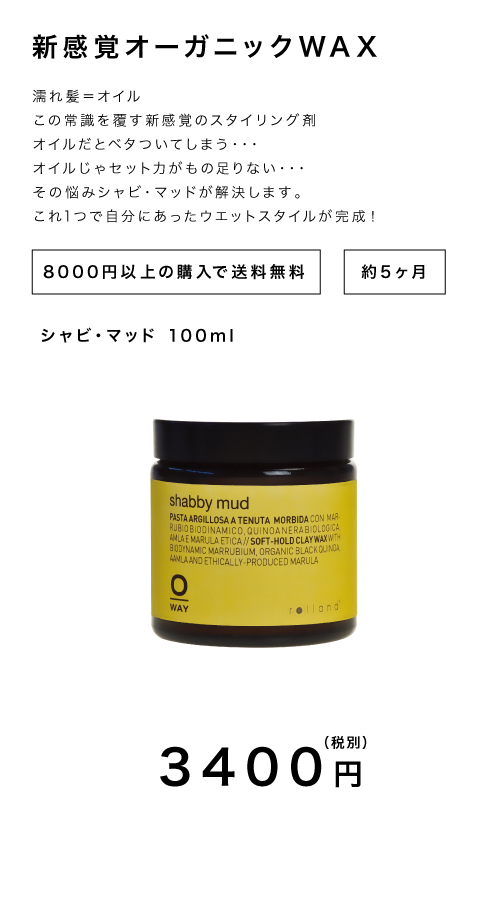 新感覚オーガニックWAX
濡れ髪＝オイル
この常識を覆す新感覚のスタイリング剤
オイルだとベタついてしまう・・・
オイルじゃセット力がもの足りない・・・
その悩みシャビ・マッドが解決します。
これ1つで自分にあったウエットスタイルが完成！
8000円以上の購入で送料無料
約5ヶ月
シャビ・マッド 100ml
shabby mud
PASTA ARGILLOSA A TENUTA MORBIDA CON MAR-
RUBIO BIODINAMICO, QUINOA NERA BIOLOGICA,
AMLA E MARULA ETICA // SOFT-HOLD CLAY WAX WITH
BIODYNAMIC MARRUBIUM, ORGANIC BLACK QUINOA,
AAMLA AND ETHICALLY-PRODUCED MARULA
O
WAY
rolland
（税別）
3400円